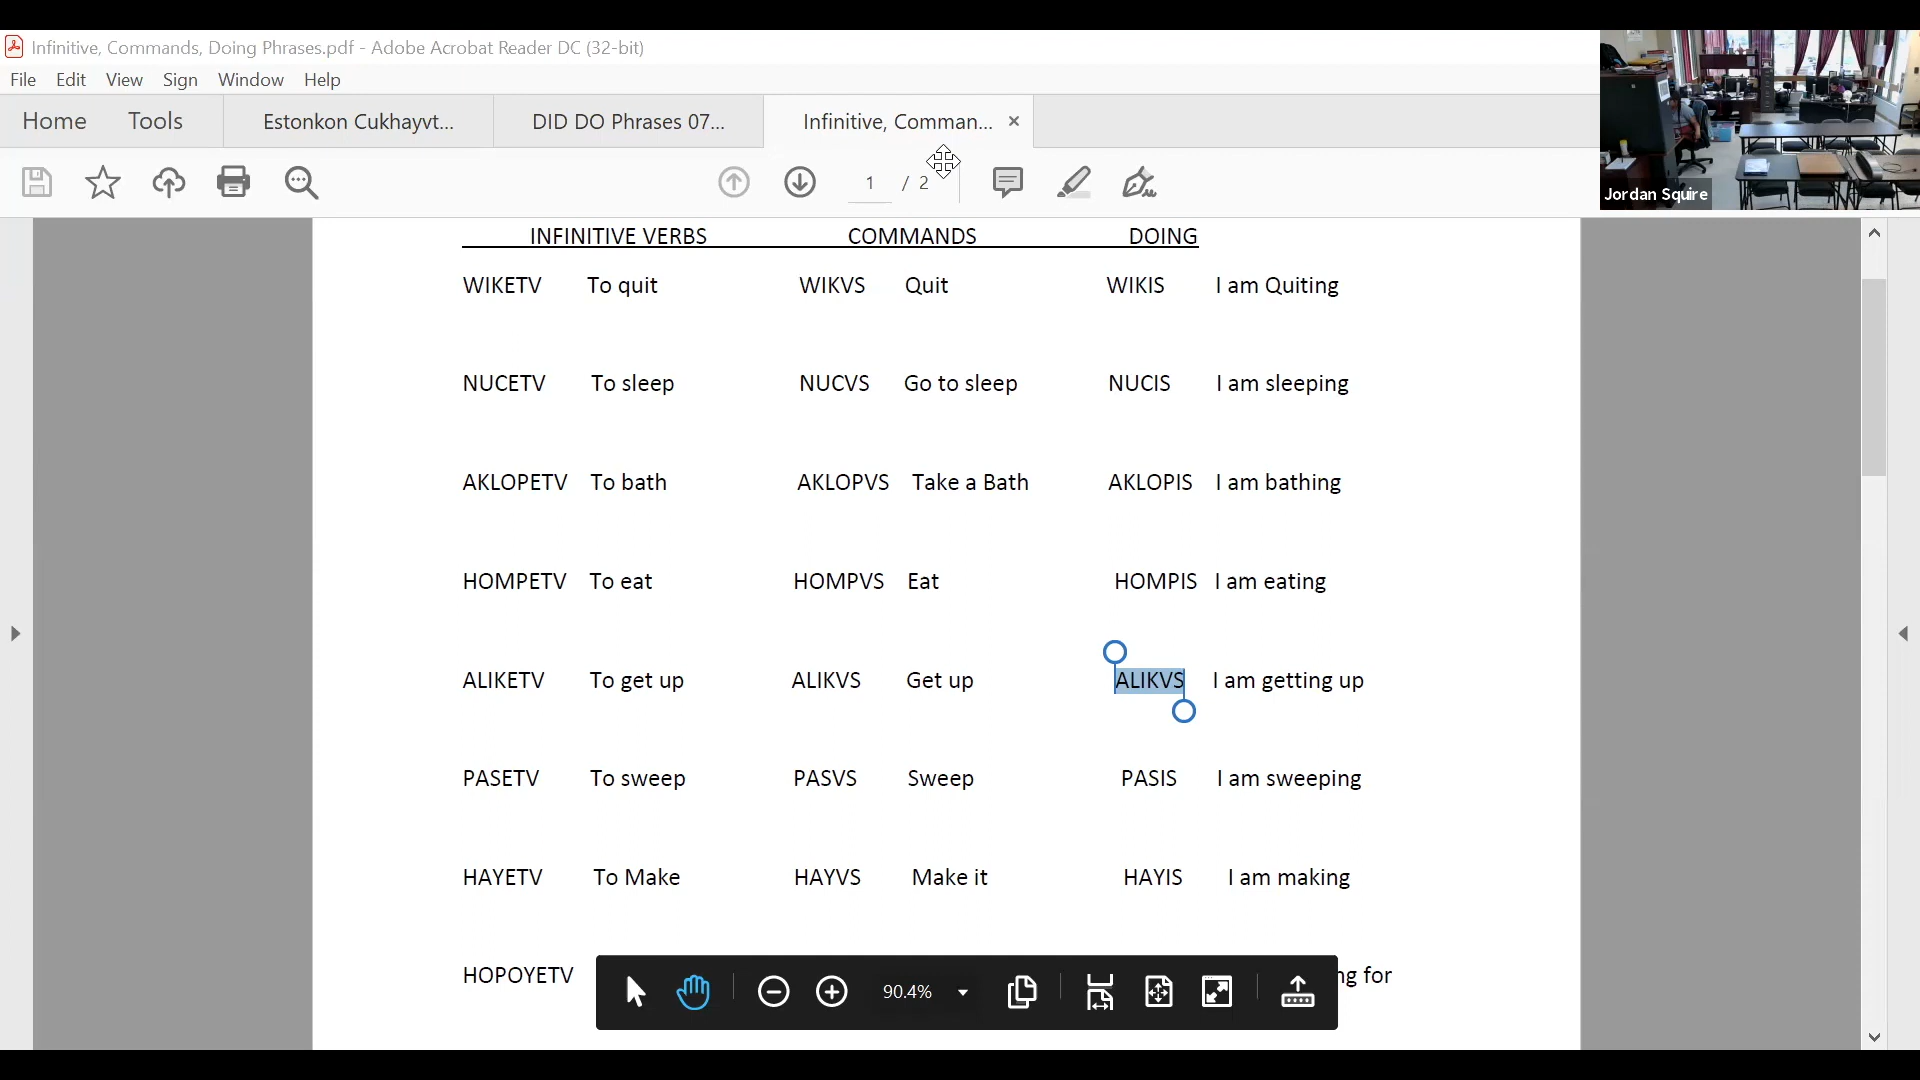 Infinitive, Commands, Doing Phrases.pdf - Adobe Acrobat Reader DC (32-bit)
File Edit View Sign Window Help
Home Tools Estonkon Cukhayvt... DID DO Phrases 07... Infinitive, Comman... ×
1 / 2
Jordan Squire
INFINITIVE VERBS COMMANDS DOING
WIKETV To quit WIKVS Quit WIKIS I am Quiting
NUCETV To sleep NUCVS Go to sleep NUCIS I am sleeping
AKLOPETV To bath AKLOPVS Take a Bath AKLOPIS I am bathing
HOMPETV To eat HOMPVS Eat HOMPIS I am eating
ALIKETV To get up ALIKVS Get up ALIKVS I am getting up
PASETV To sweep PASVS Sweep PASIS I am sweeping
HAYETV To Make HAYVS Make it HAYIS I am making
HOPOYETV ng for
90.4%